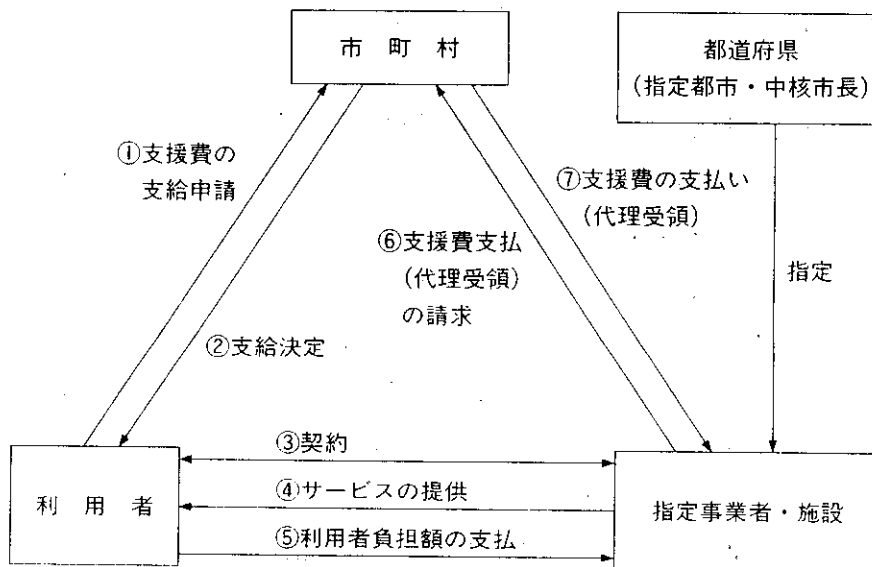 市町村
都道府県
(指定都市・中核市長)
①支援費の
支給申請
⑦支援費の支払い
(代理受領)
⑥支援費支払
(代理受領)
の請求
指定
②支給決定
③契約
利用者
④サービスの提供
指定事業者・施設
⑤利用者負担額の支払